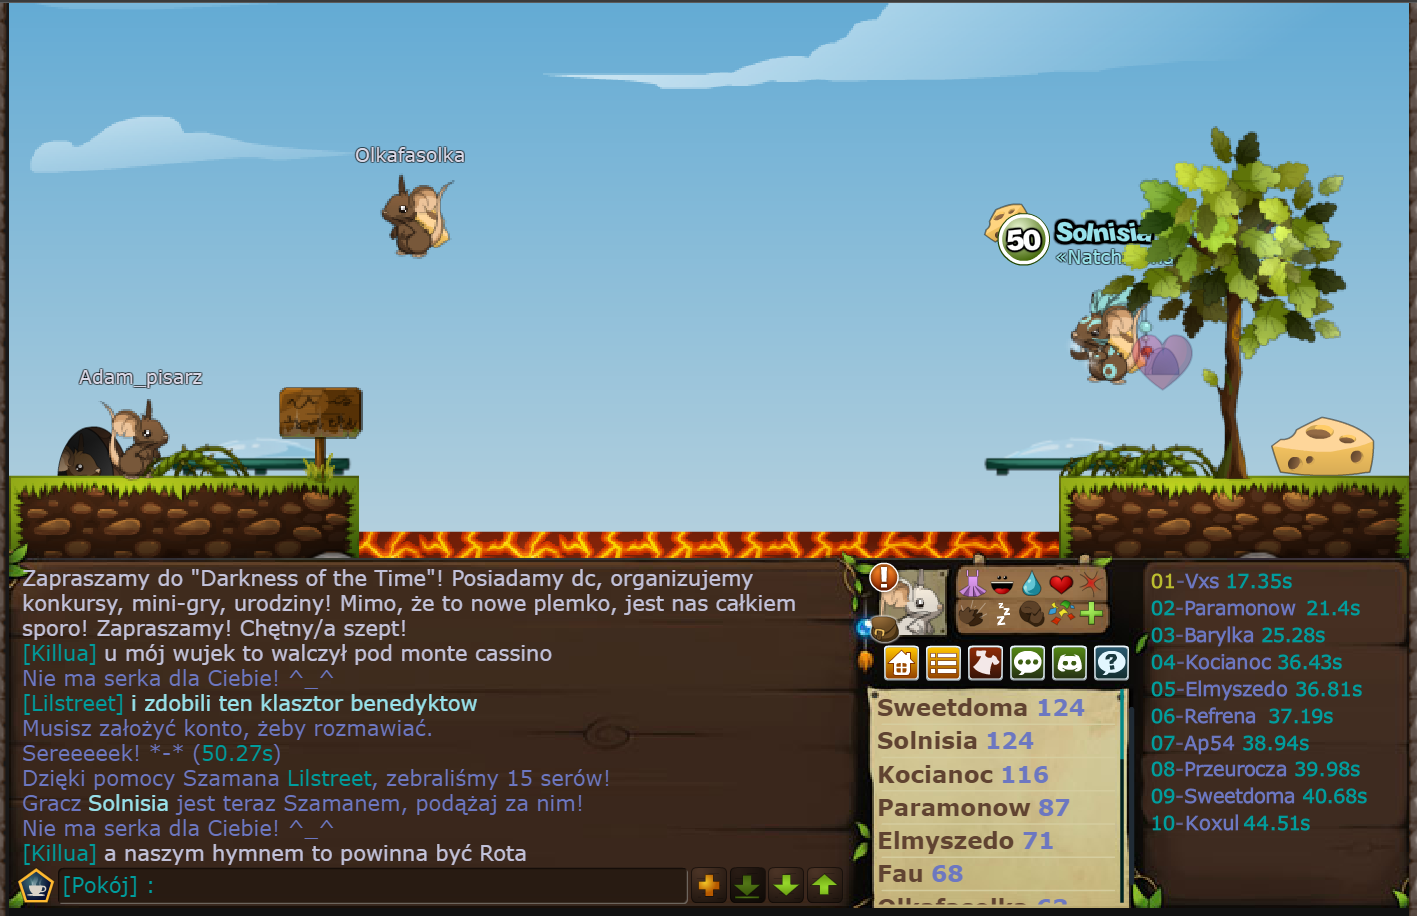 Olkafasolka
50 Solnisia
Adam_pisarz
Zapraszamy do "Darkness of the Time"! Posiadamy dc, organizujemy
konkursy, mini-gry, urodziny! Mimo, że to nowe plemko, jest nas całkiem
sporo! Zapraszamy! Chętny/a szept!
[Killua] u mój wujek to walczył pod monte cassino
Nie ma serka dla Ciebie! ^_^
[Lilstreet] i zdobili ten klasztor benedyktow
Musisz założyć konto, żeby rozmawiać.
Sereeeeek! *-* (50.27s)
Dzięki pomocy Szamana Lilstreet, zebraliśmy 15 serów!
Gracz Solnisia jest teraz Szamanem, podążaj za nim!
Nie ma serka dla Ciebie! ^_^
[Killua] a naszym hymnem to powinna być Rota
[Pokój] :
Sweetdoma 124
Solnisia 124
Kocianoc 116
Paramonow 87
Elmyszedo 71
Fau 68
01-Vxs 17.35s
02-Paramonow 21.4s
03-Barylka 25.28s
04-Kocianoc 36.43s
05-Elmyszedo 36.81s
06-Refrena 37.19s
07-Ap54 38.94s
08-Przeurocza 39.98s
09-Sweetdoma 40.68s
10-Koxul 44.51s